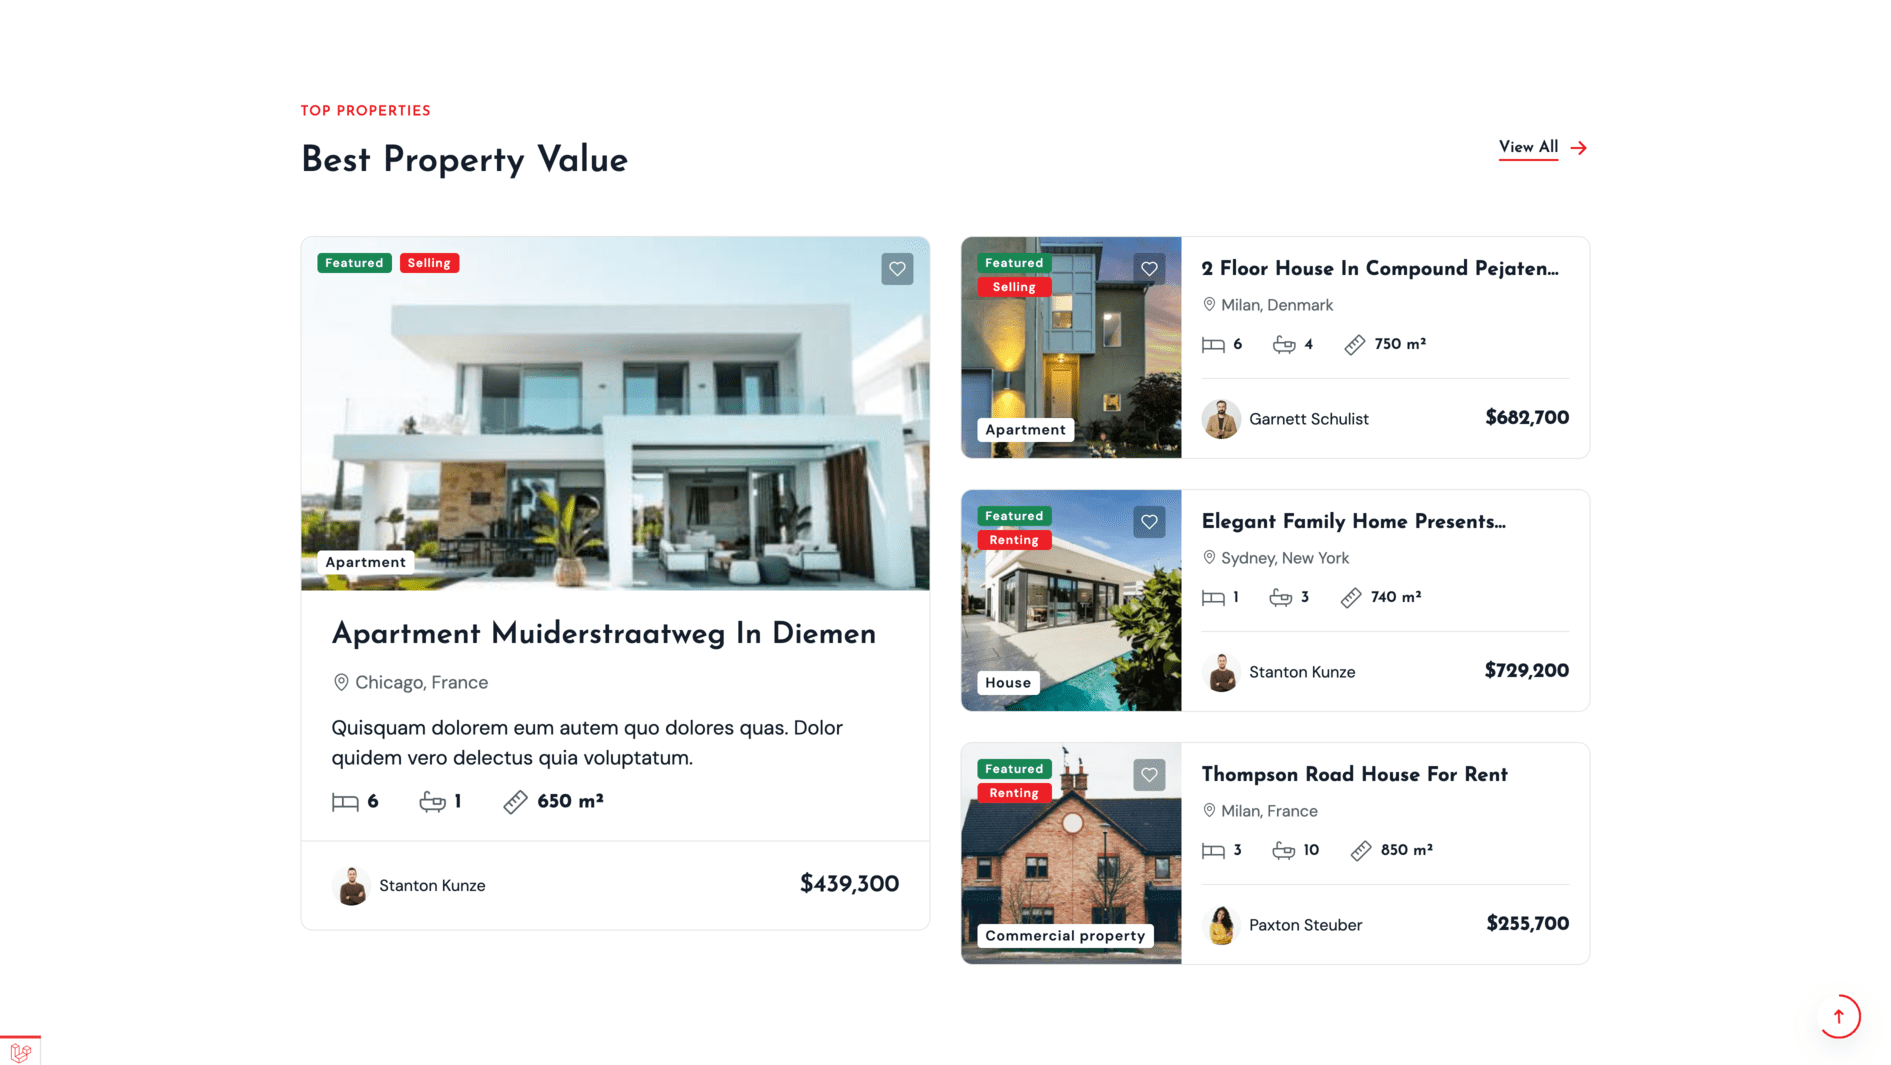 TOP PROPERTIES
Best Property Value
View All
Featured
Selling
Apartment
Apartment Muiderstraatweg In Diemen
Chicago, France
Quisquam dolorem eum autem quo dolores quas. Dolor
quidem vero delectus quia voluptatum.
6 1 650 m²
Stanton Kunze $439,300
Featured
Selling
Apartment
2 Floor House In Compound Pejaten...
Milan, Denmark
6 4 750 m²
Garnett Schulist $682,700
Featured
Renting
House
Elegant Family Home Presents...
Sydney, New York
1 3 740 m²
Stanton Kunze $729,200
Featured
Renting
Commercial property
Thompson Road House For Rent
Milan, France
3 10 850 m²
Paxton Steuber $255,700